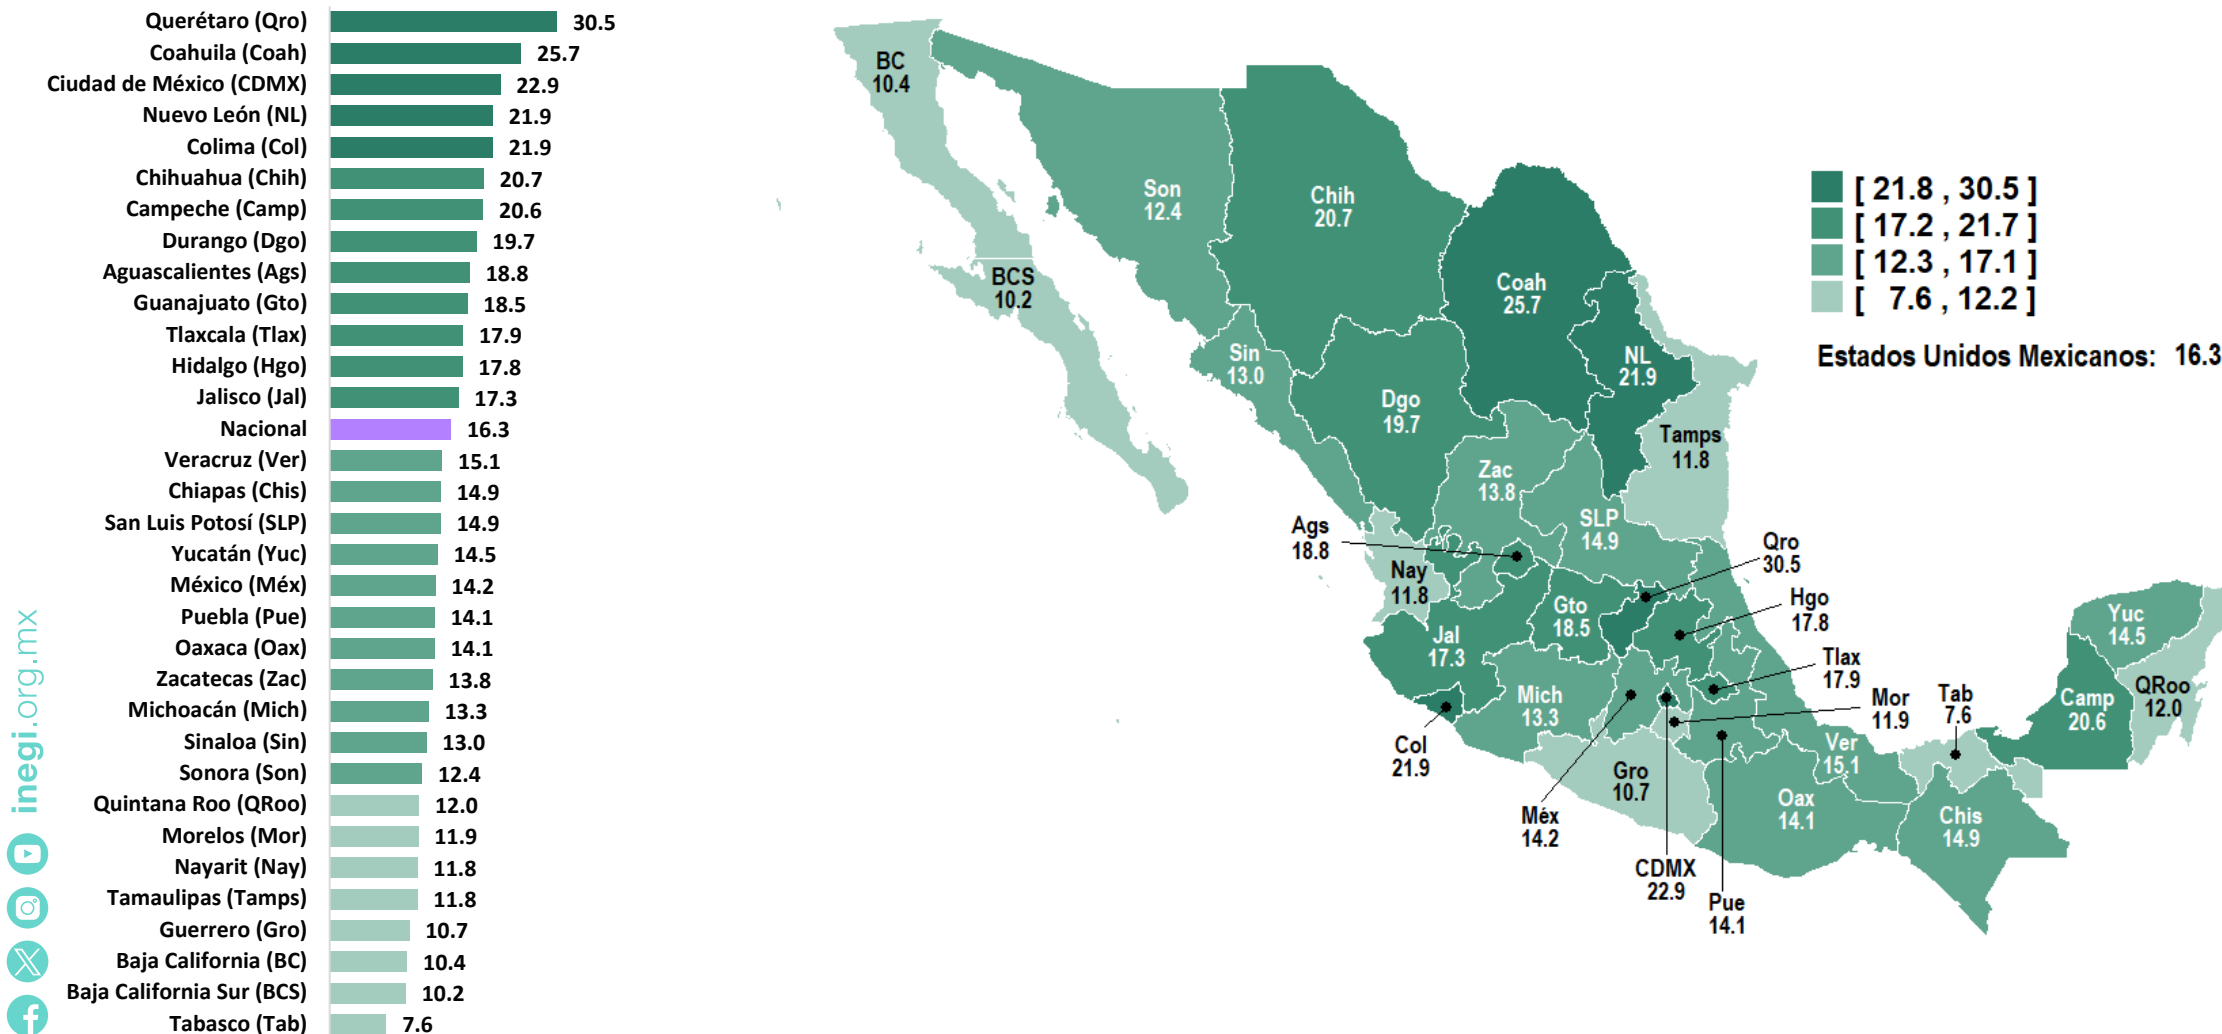 Querétaro (Qro) 30.5
Coahuila (Coah) 25.7
Ciudad de México (CDMX) 22.9
Nuevo León (NL) 21.9
Colima (Col) 21.9
Chihuahua (Chih) 20.7
Campeche (Camp) 20.6
Durango (Dgo) 19.7
Aguascalientes (Ags) 18.8
Guanajuato (Gto) 18.5
Tlaxcala (Tlax) 17.9
Hidalgo (Hgo) 17.8
Jalisco (Jal) 17.3
Nacional 16.3
Veracruz (Ver) 15.1
Chiapas (Chis) 14.9
San Luis Potosí (SLP) 14.9
Yucatán (Yuc) 14.5
México (Méx) 14.2
Puebla (Pue) 14.1
Oaxaca (Oax) 14.1
Zacatecas (Zac) 13.8
Michoacán (Mich) 13.3
Sinaloa (Sin) 13.0
Sonora (Son) 12.4
Quintana Roo (QRoo) 12.0
Morelos (Mor) 11.9
Nayarit (Nay) 11.8
Tamaulipas (Tamps) 11.8
Guerrero (Gro) 10.7
Baja California (BC) 10.4
Baja California Sur (BCS) 10.2
Tabasco (Tab) 7.6
inegi.org.mx
BC
10.4
Son
12.4
Chih
20.7
BCS
10.2
Coah
25.7
Sin
13.0
NL
21.9
Dgo
19.7
Tamps
11.8
Zac
13.8
SLP
14.9
Ags
18.8
Qro
30.5
Nay
11.8
Gto
18.5
Hgo
17.8
Jal
17.3
Tlax
17.9
Mich
13.3
Mor
11.9
Tab
7.6
Yuc
14.5
Camp
20.6
QRoo
12.0
Col
21.9
Ver
15.1
Gro
10.7
Méx
14.2
Oax
14.1
Chis
14.9
CDMX
22.9
Pue
14.1
[ 21.8 , 30.5 ]
[ 17.2 , 21.7 ]
[ 12.3 , 17.1 ]
[ 7.6 , 12.2 ]
Estados Unidos Mexicanos: 16.3